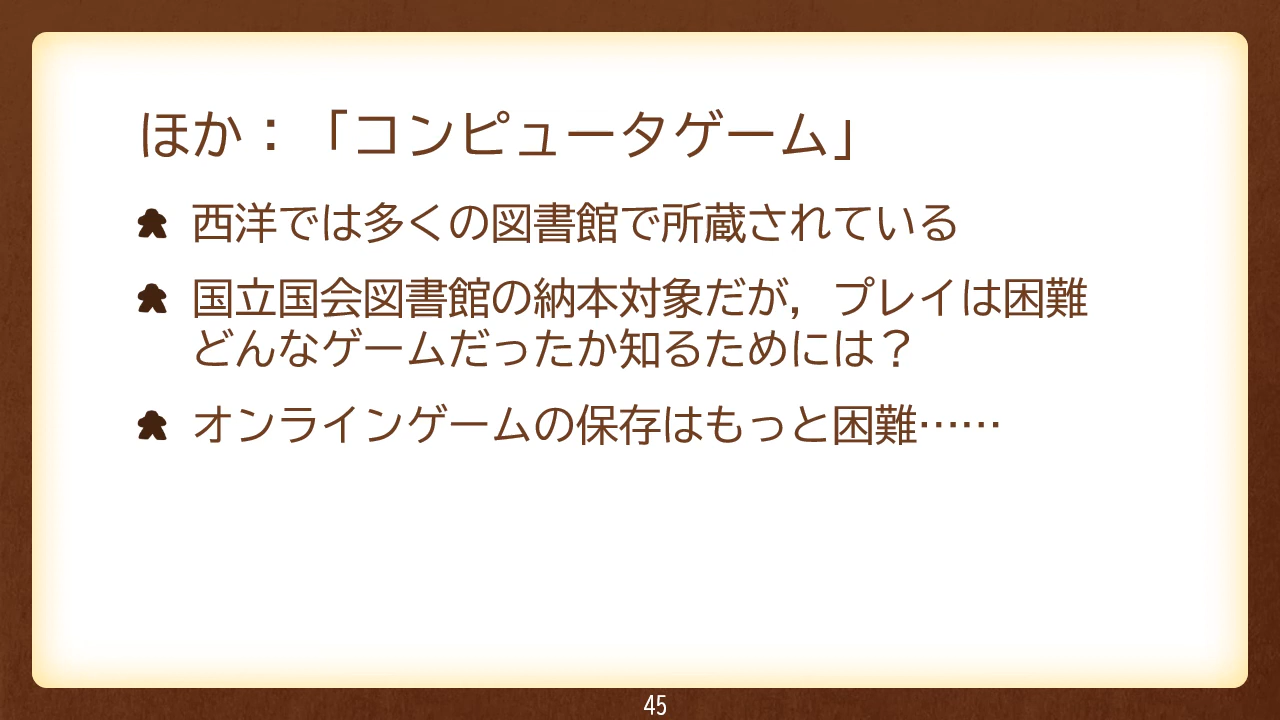 ほか：「コンピュータゲーム」
西洋では多くの図書館で所蔵されている
国立国会図書館の納本対象だが，プレイは困難
どんなゲームだったか知るためには？
オンラインゲームの保存はもっと困難……
45